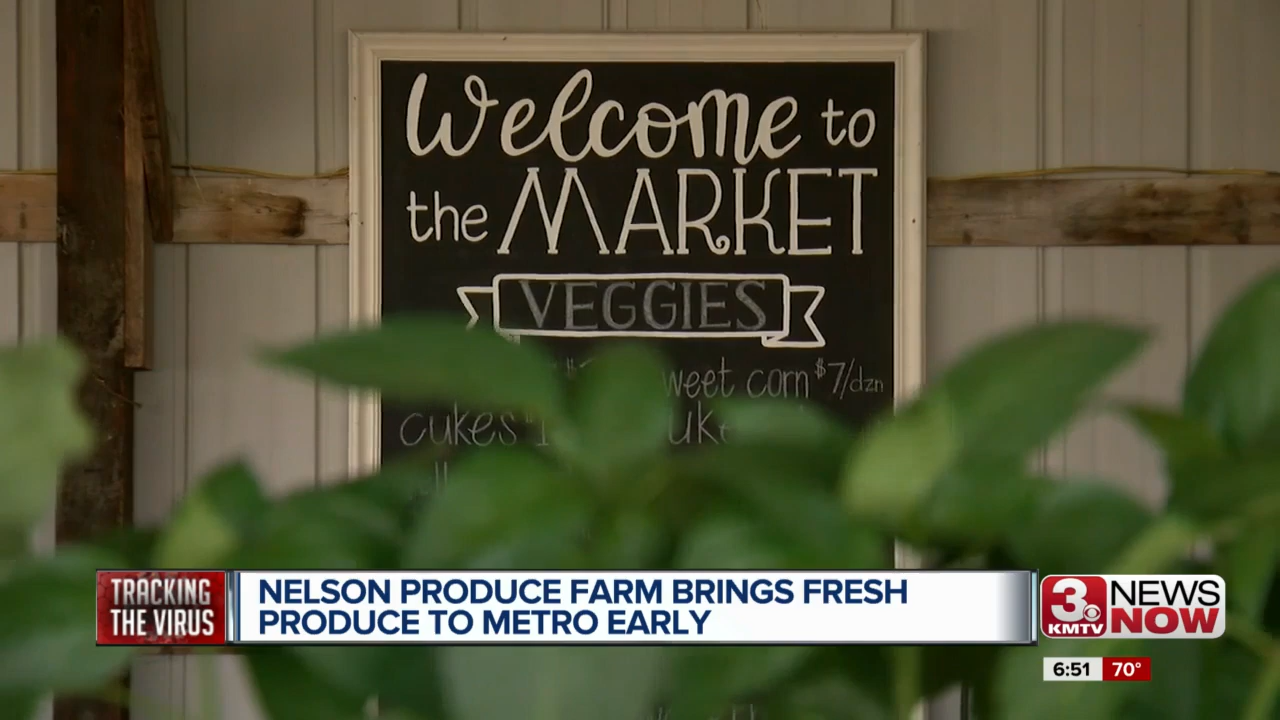 Welcome to
the MARKET
VEGGIES
corn $7/dzn
cukes
TRACKING
THE VIRUS
NELSON PRODUCE FARM BRINGS FRESH
PRODUCE TO METRO EARLY
3 NEWS
KMTV NOW
6:51 70°